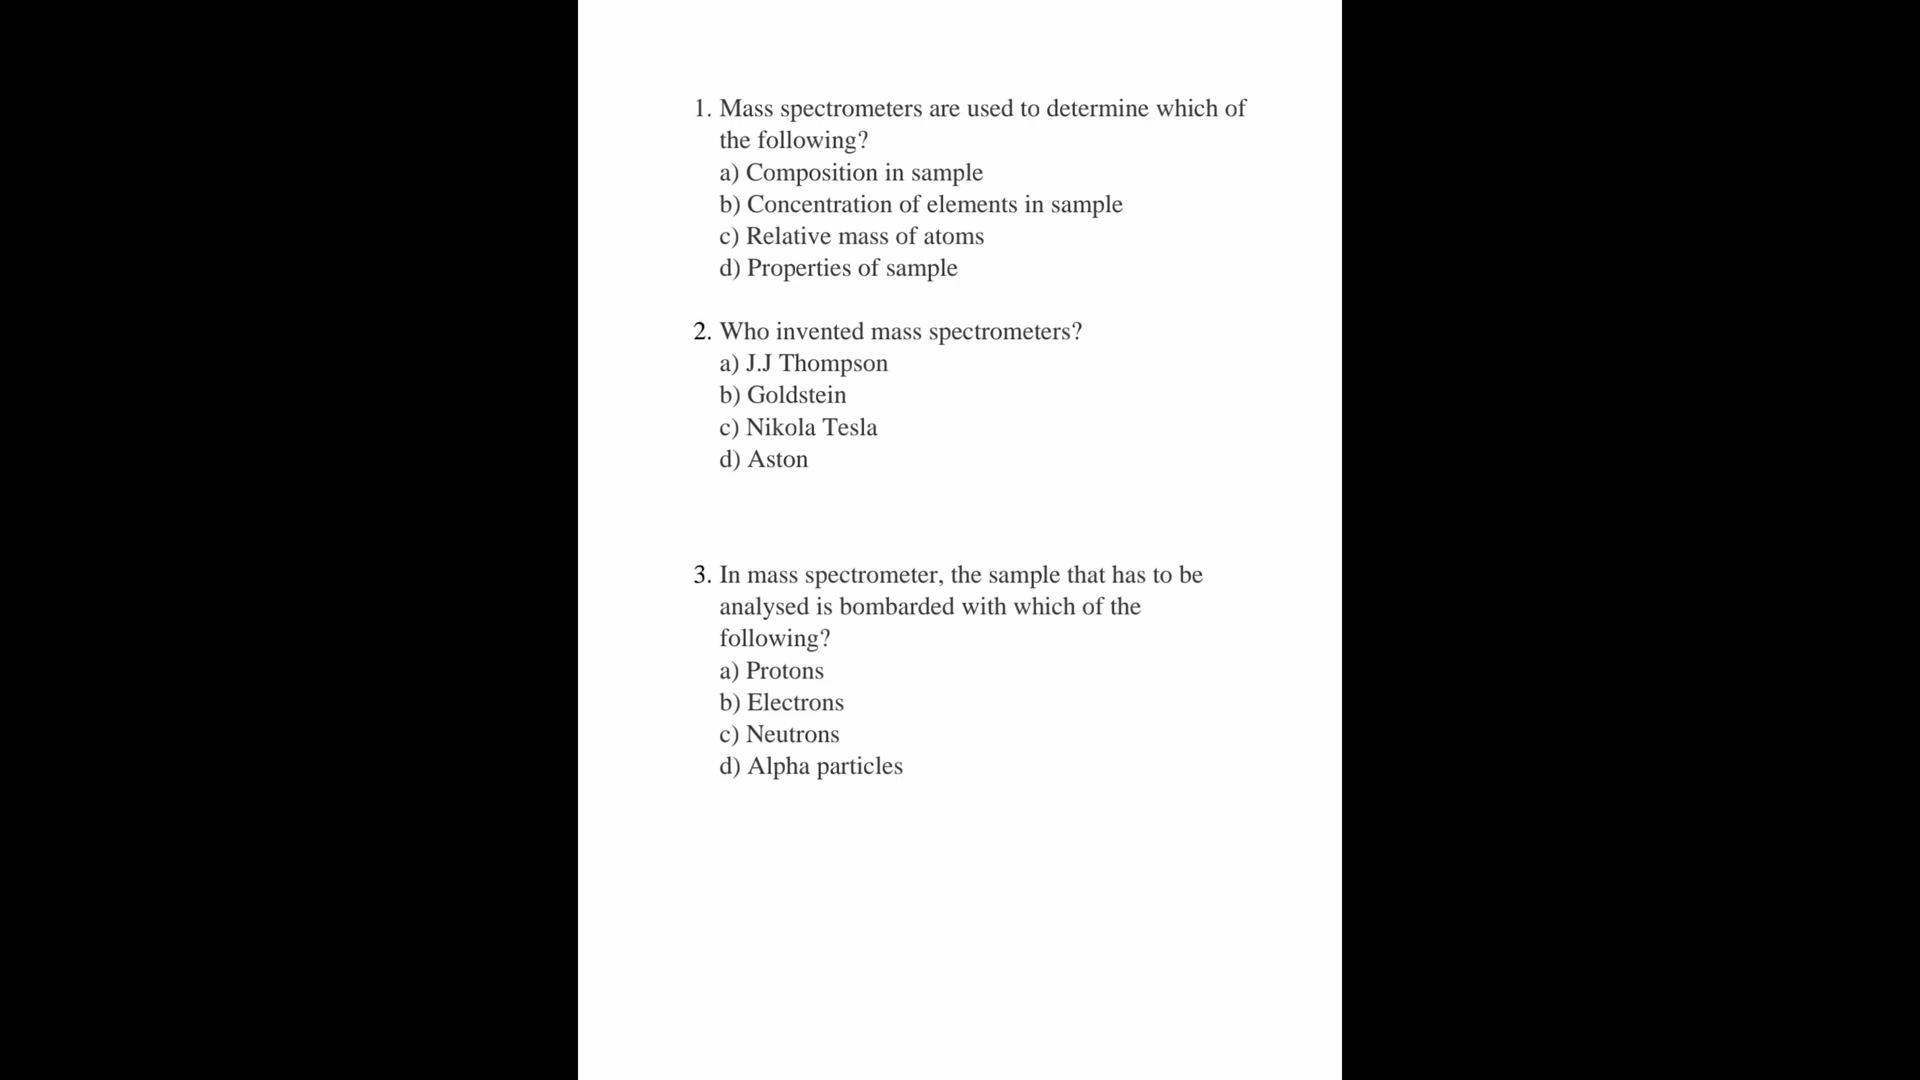 1. Mass spectrometers are used to determine which of
the following?
a) Composition in sample
b) Concentration of elements in sample
c) Relative mass of atoms
d) Properties of sample
2. Who invented mass spectrometers?
a) J.J Thompson
b) Goldstein
c) Nikola Tesla
d) Aston
3. In mass spectrometer, the sample that has to be
analysed is bombarded with which of the
following?
a) Protons
b) Electrons
c) Neutrons
d) Alpha particles